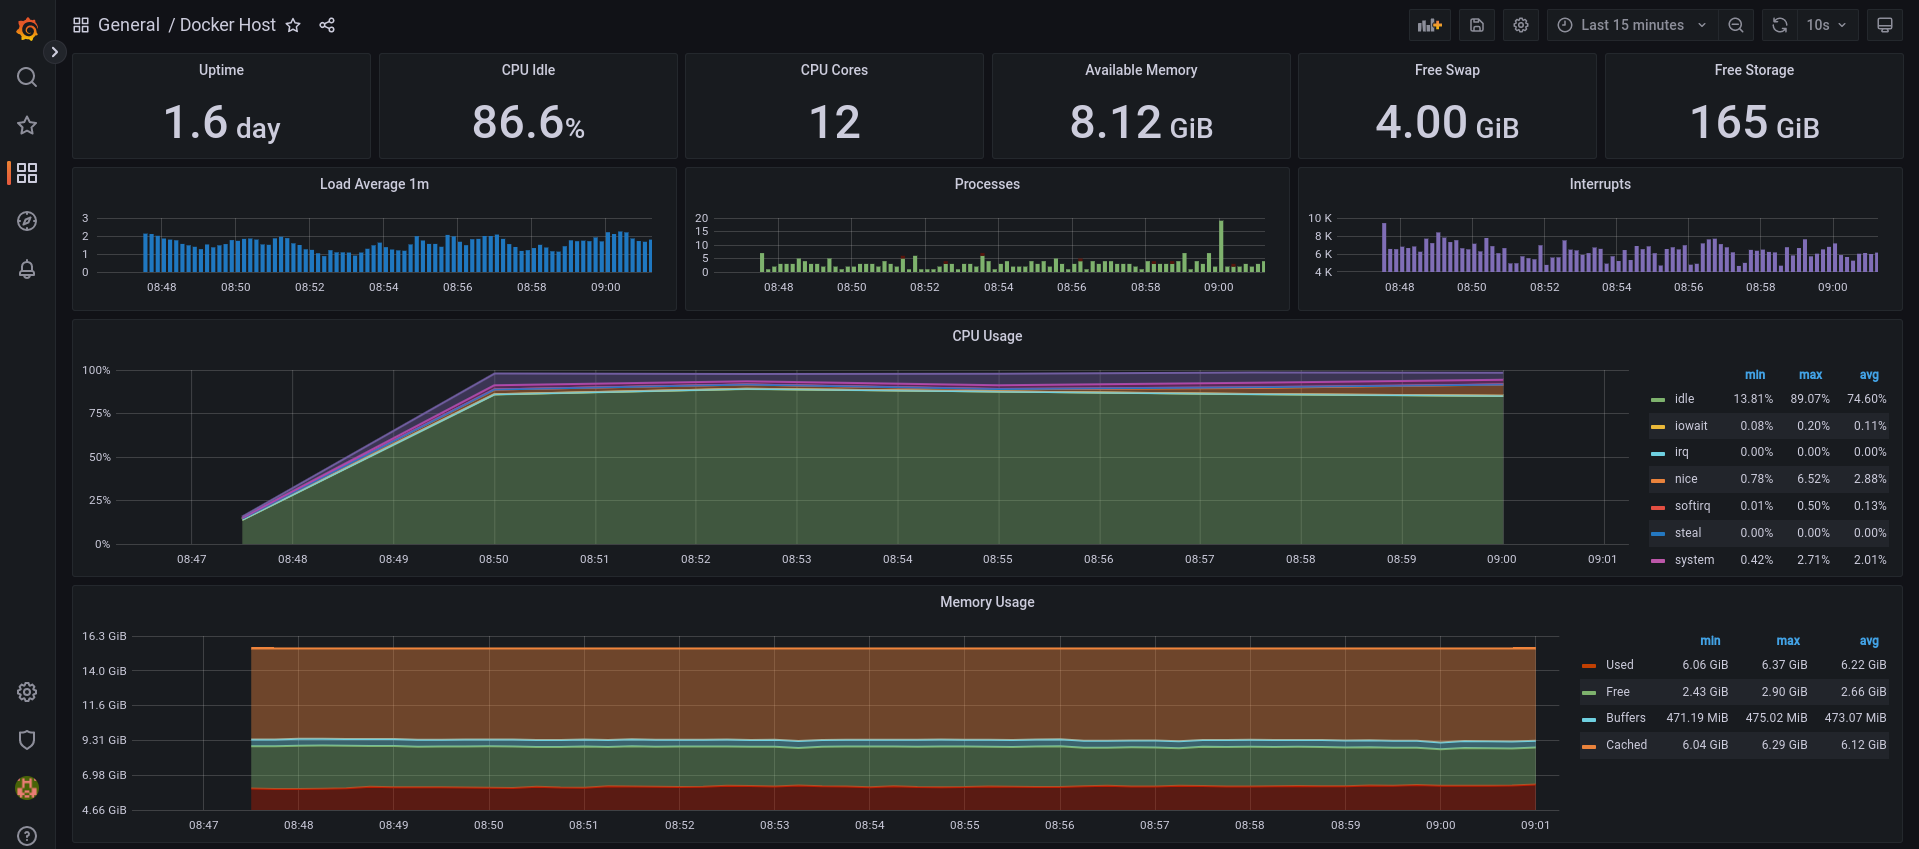 General / Docker Host
Last 15 minutes
10s
Uptime
1.6 day
CPU Idle
86.6%
CPU Cores
12
Available Memory
8.12 GiB
Free Swap
4.00 GiB
Free Storage
165 GiB
Load Average 1m
3
2
1
0
08:48 08:50 08:52 08:54 08:56 08:58 09:00
Processes
20
15
10
5
0
08:48 08:50 08:52 08:54 08:56 08:58 09:00
Interrupts
10 K
8 K
6 K
4 K
08:48 08:50 08:52 08:54 08:56 08:58 09:00
CPU Usage
100%
75%
50%
25%
0%
08:47 08:48 08:49 08:50 08:51 08:52 08:53 08:54 08:55 08:56 08:57 08:58 08:59 09:00 09:01
min max avg
idle 13.81% 89.07% 74.60%
iowait 0.08% 0.20% 0.11%
irq 0.00% 0.00% 0.00%
nice 0.78% 6.52% 2.88%
softirq 0.01% 0.50% 0.13%
steal 0.00% 0.00% 0.00%
system 0.42% 2.71% 2.01%
Memory Usage
16.3 GiB
14.0 GiB
11.6 GiB
9.31 GiB
6.98 GiB
4.66 GiB
08:47 08:48 08:49 08:50 08:51 08:52 08:53 08:54 08:55 08:56 08:57 08:58 08:59 09:00 09:01
min max avg
Used 6.06 GiB 6.37 GiB 6.22 GiB
Free 2.43 GiB 2.90 GiB 2.66 GiB
Buffers 471.19 MiB 475.02 MiB 473.07 MiB
Cached 6.04 GiB 6.29 GiB 6.12 GiB